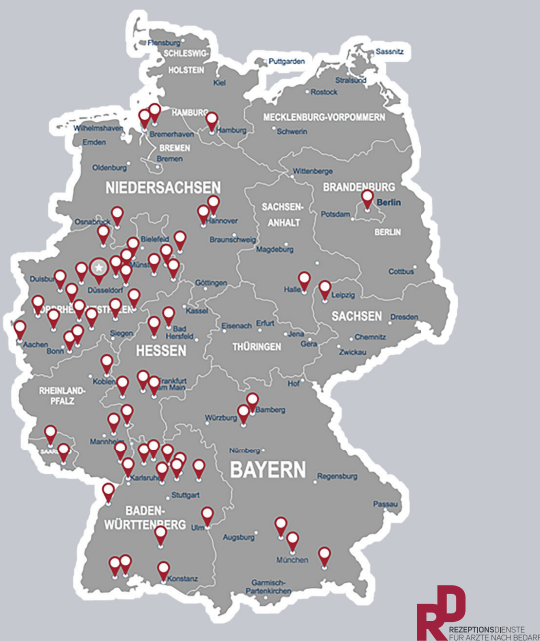 Flensburg
SCHLESWIG-
HOLSTEIN
Kiel
Puttgarden
Sassnitz
Stralsund
Rostock
MECKLENBURG-VORPOMMERN
Schwerin
HAMBURG
Hamburg
Wilhelmshaven
Bremerhaven
Emden
BREMEN
Bremen
Oldenburg
Wittenberge
NIEDERSACHSEN
BRANDENBURG
Berlin
SACHSEN-
ANHALT
Potsdam
BERLIN
Osnabrück
Hannover
Bielefeld
Braunschweig
Magdeburg
Cottbus
Duisburg
Düsseldorf
Göttingen
Halle
Leipzig
Kassel
SACHSEN
Dresden
Aachen
Bonn
Siegen
Bad
Hersfeld
Eisenach
Erfurt
Jena
Gera
Chemnitz
Zwickau
HESSEN
THÜRINGEN
Hof
RHEINLAND-
PFALZ
Frankfurt
am Main
Würzburg
Bamberg
Mannheim
Nürnberg
BAYERN
Regensburg
Karlsruhe
Stuttgart
Passau
BADEN-
WÜRTTEMBERG
Ulm
Augsburg
München
Konstanz
Garmisch-
Partenkirchen
RD
REZEPTIONSDIENSTE
FÜR ÄRZTE NACH BEDARF